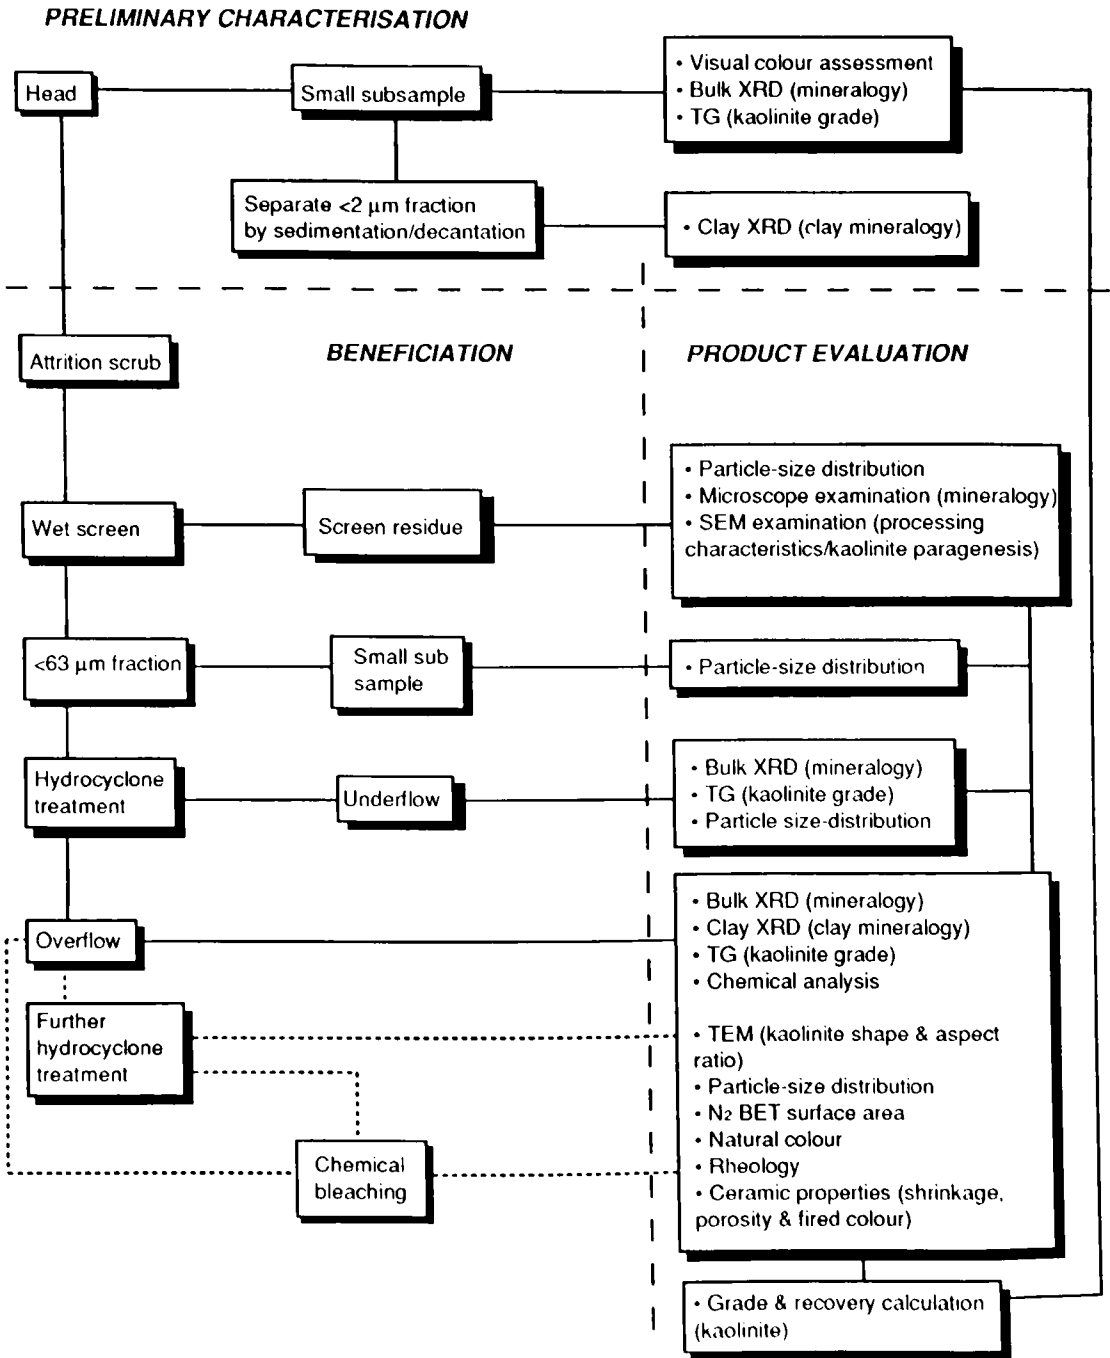 PRELIMINARY CHARACTERISATION
Head
Small subsample
• Visual colour assessment
• Bulk XRD (mineralogy)
• TG (kaolinite grade)
Separate <2 µm fraction
by sedimentation/decantation
• Clay XRD (clay mineralogy)
Attrition scrub
BENEFICIATION
PRODUCT EVALUATION
Wet screen
Screen residue
• Particle-size distribution
• Microscope examination (mineralogy)
• SEM examination (processing
characteristics/kaolinite paragenesis)
<63 µm fraction
Small sub
sample
• Particle-size distribution
Hydrocyclone
treatment
Underflow
• Bulk XRD (mineralogy)
• TG (kaolinite grade)
• Particle size-distribution
Overflow
• Bulk XRD (mineralogy)
• Clay XRD (clay mineralogy)
• TG (kaolinite grade)
• Chemical analysis
• TEM (kaolinite shape & aspect
ratio)
• Particle-size distribution
• N2 BET surface area
• Natural colour
• Rheology
• Ceramic properties (shrinkage,
porosity & fired colour)
Further
hydrocyclone
treatment
Chemical
bleaching
• Grade & recovery calculation
(kaolinite)